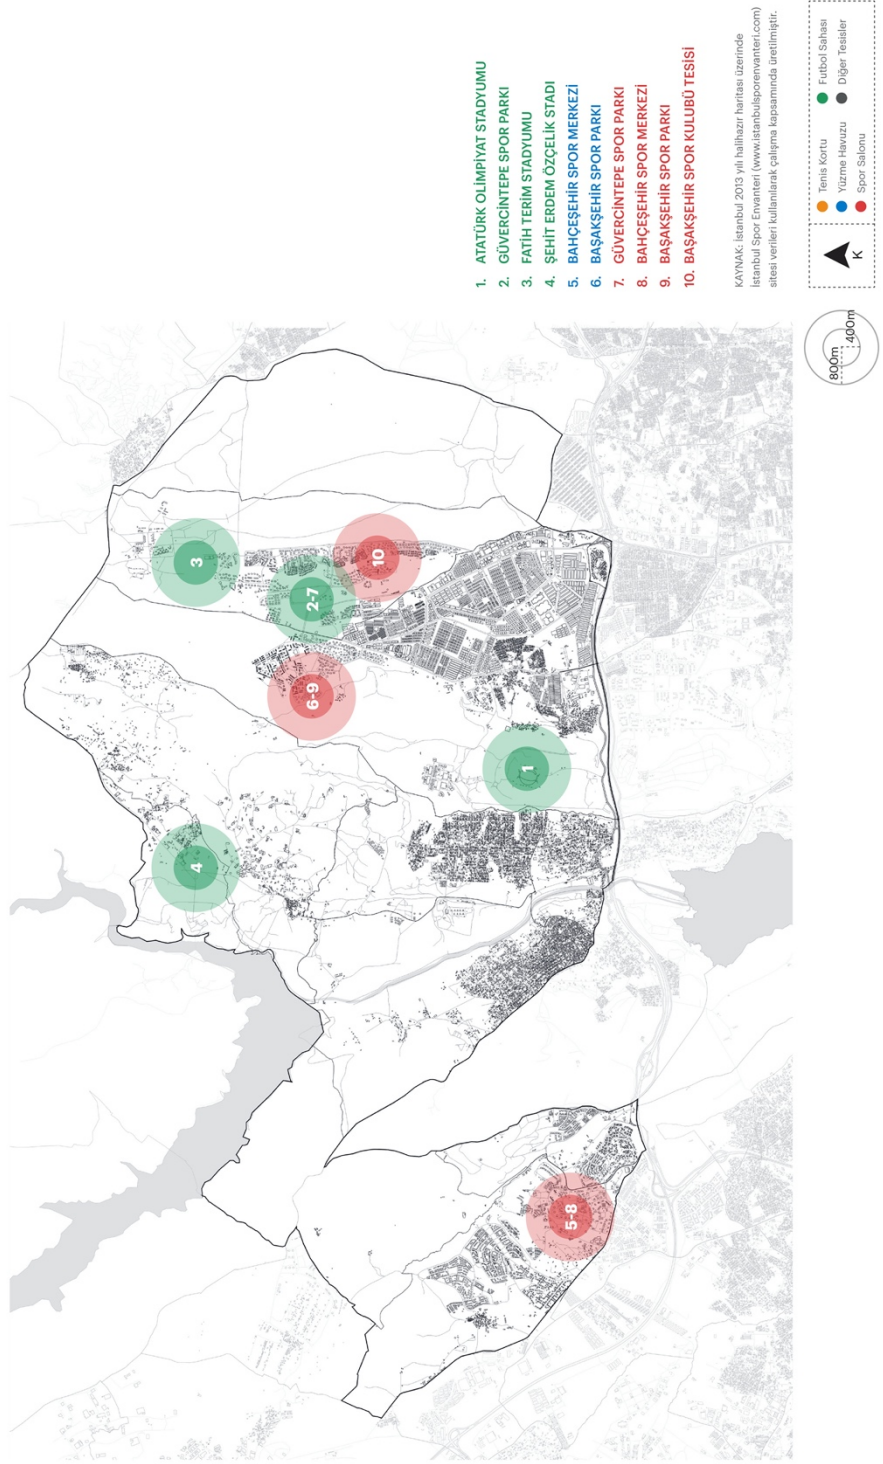 1. ATATÜRK OLİMPİYAT STADYUMU
2. GÜVERCİNTEPE SPOR PARKI
3. FATİH TERİM STADYUMU
4. ŞEHİT ERDEM ÖZÇELİK STADI
5. BAHÇEŞEHİR SPOR MERKEZİ
6. BAŞAKŞEHİR SPOR PARKI
7. GÜVERCİNTEPE SPOR PARKI
8. BAHÇEŞEHİR SPOR MERKEZİ
9. BAŞAKŞEHİR SPOR PARKI
10. BAŞAKŞEHİR SPOR KULUBÜ TESİSİ
KAYNAK: İstanbul 2013 yılı halihazır haritası üzerinde
İstanbul Spor Envanteri (www.istanbulsporenvanteri.com)
sitesi verileri kullanılarak çalışma kapsamında üretilmiştir.
K
Tenis Kortu
Yüzme Havuzu
Spor Salonu
Futbol Sahası
Diğer Tesisler
800m
400m
3
2-7
10
6-9
1
4
5-8